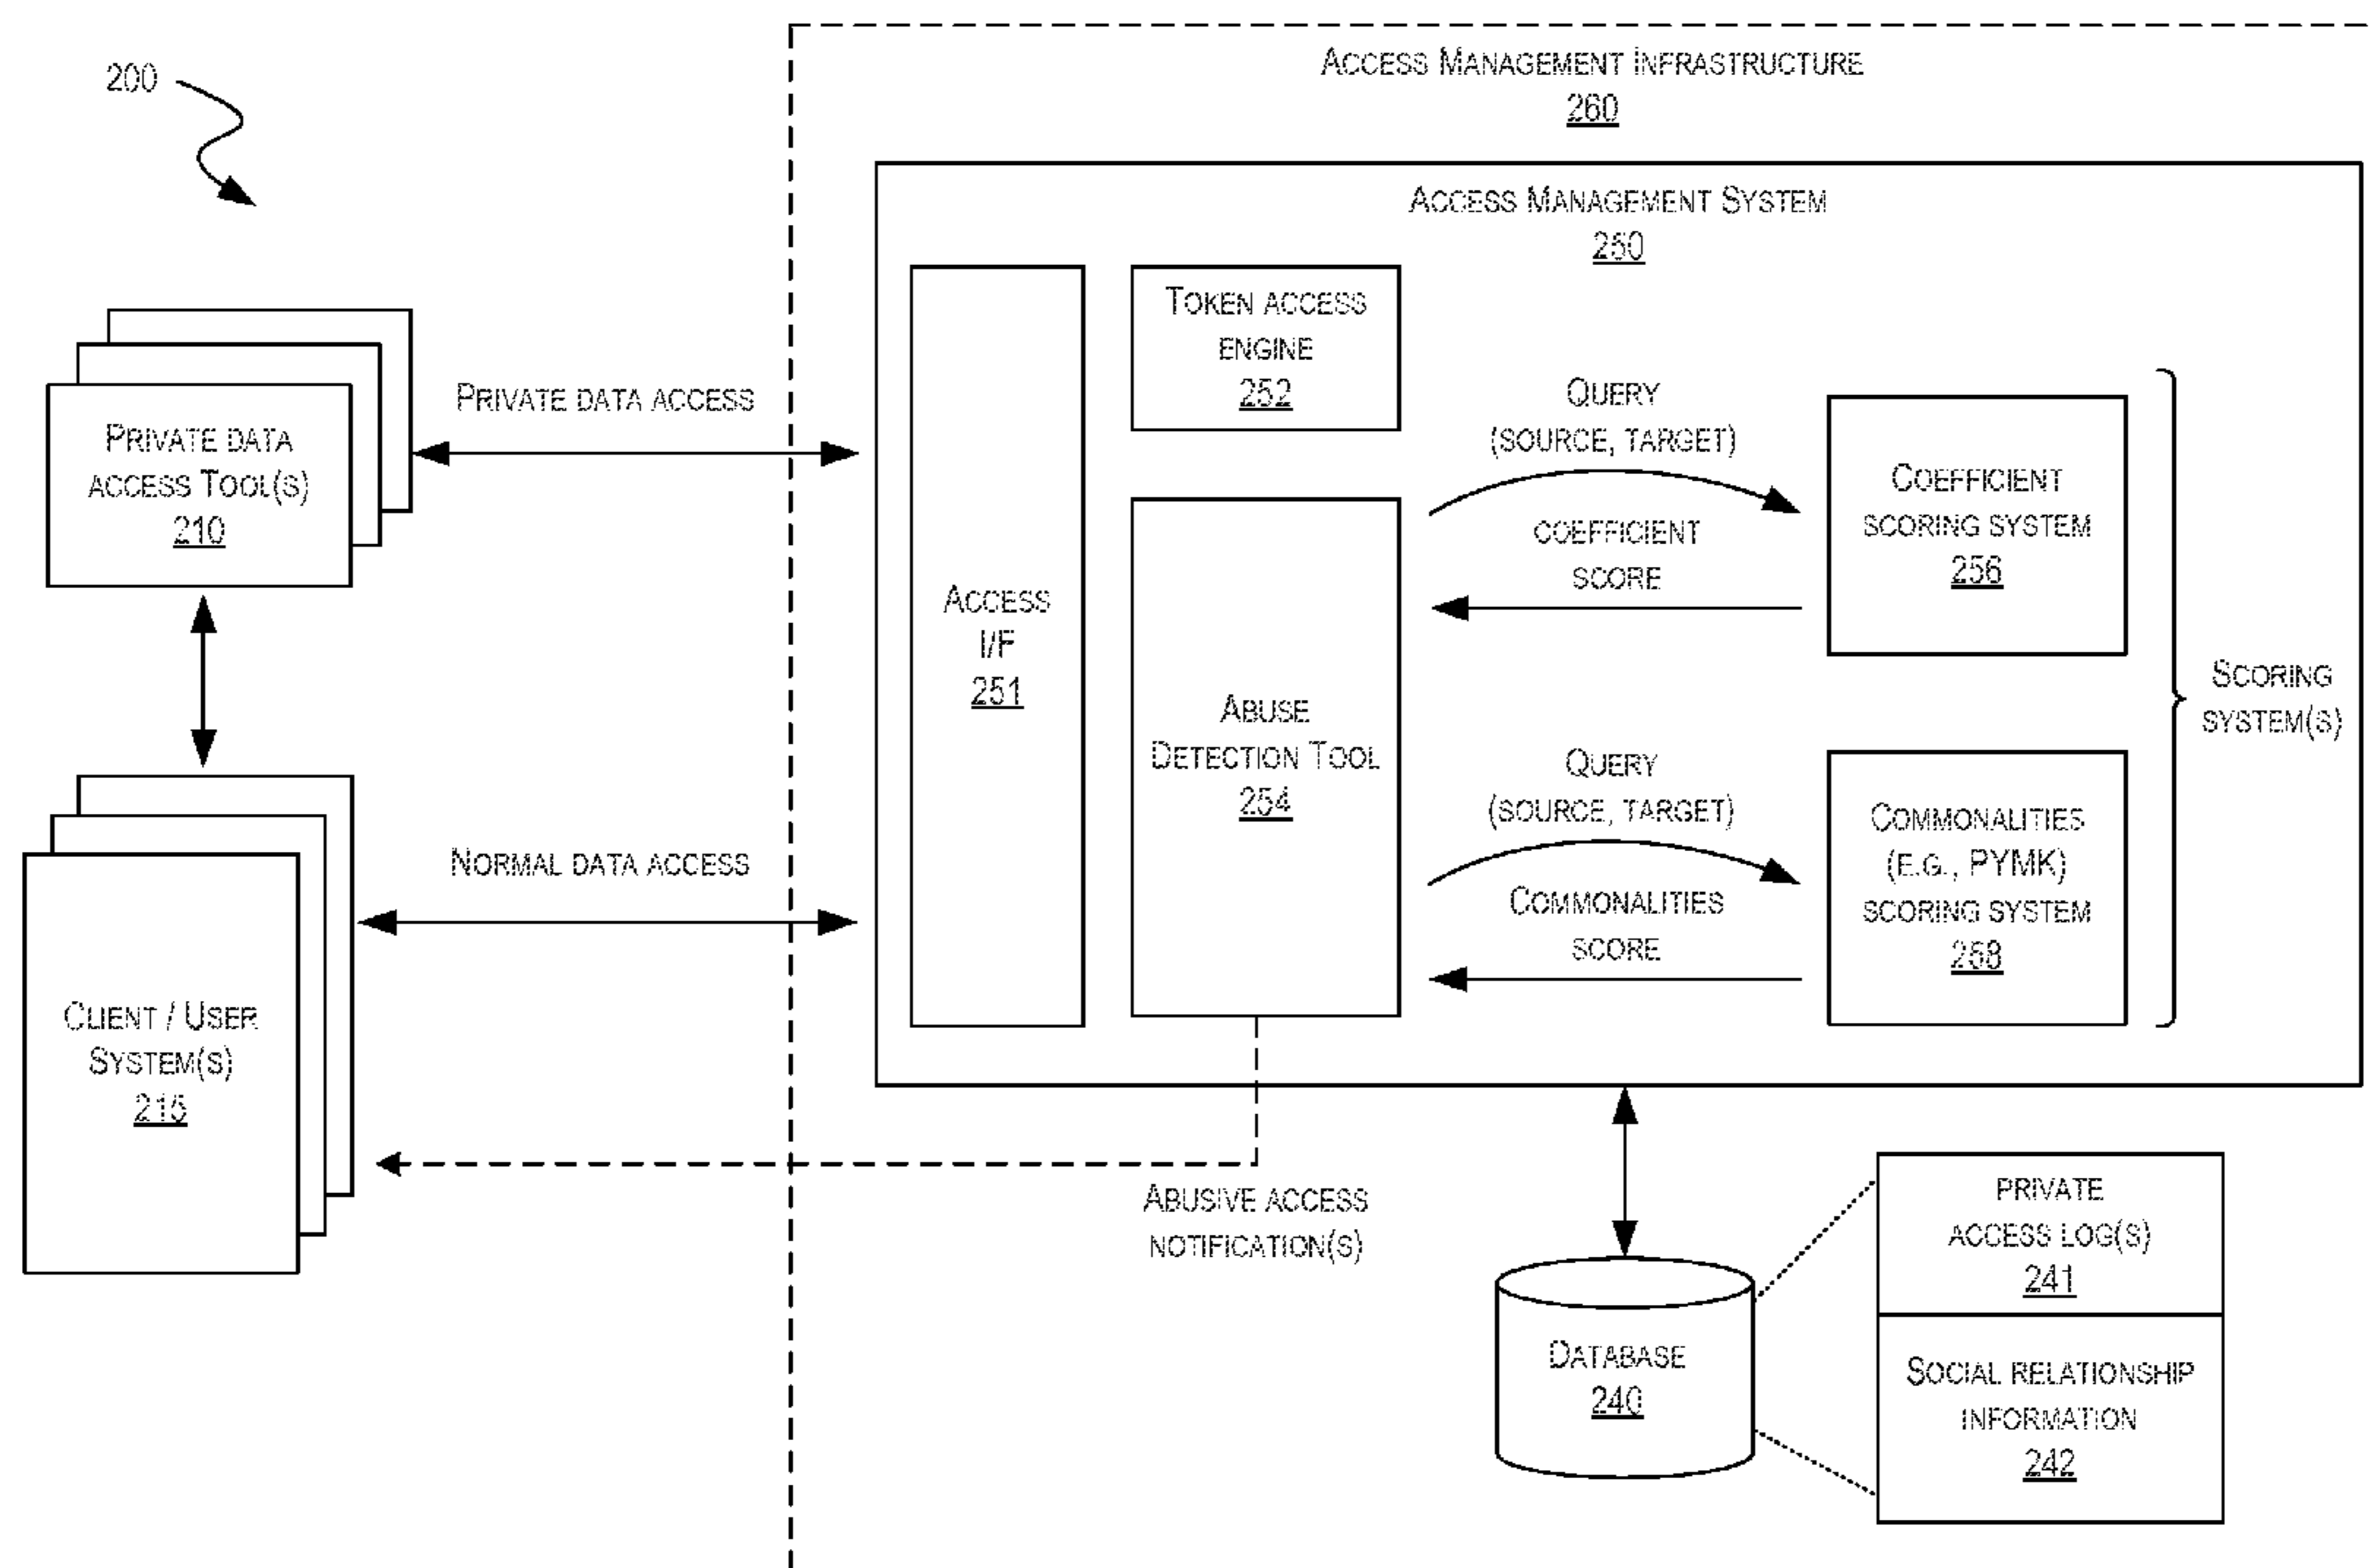 200
ACCESS MANAGEMENT INFRASTRUCTURE
260
ACCESS MANAGEMENT SYSTEM
250
PRIVATE DATA
ACCESS TOOL(S)
210
PRIVATE DATA ACCESS
CLIENT / USER
SYSTEM(S)
215
NORMAL DATA ACCESS
ACCESS
I/F
251
TOKEN ACCESS
ENGINE
252
ABUSE
DETECTION TOOL
254
QUERY
(SOURCE, TARGET)
COEFFICIENT
SCORE
COEFFICIENT
SCORING SYSTEM
256
QUERY
(SOURCE, TARGET)
COMMONALITIES
SCORE
COMMONALITIES
(E.G., PYMK)
SCORING SYSTEM
258
SCORING
SYSTEM(S)
ABUSIVE ACCESS
NOTIFICATION(S)
DATABASE
240
PRIVATE
ACCESS LOG(S)
241
SOCIAL RELATIONSHIP
INFORMATION
242